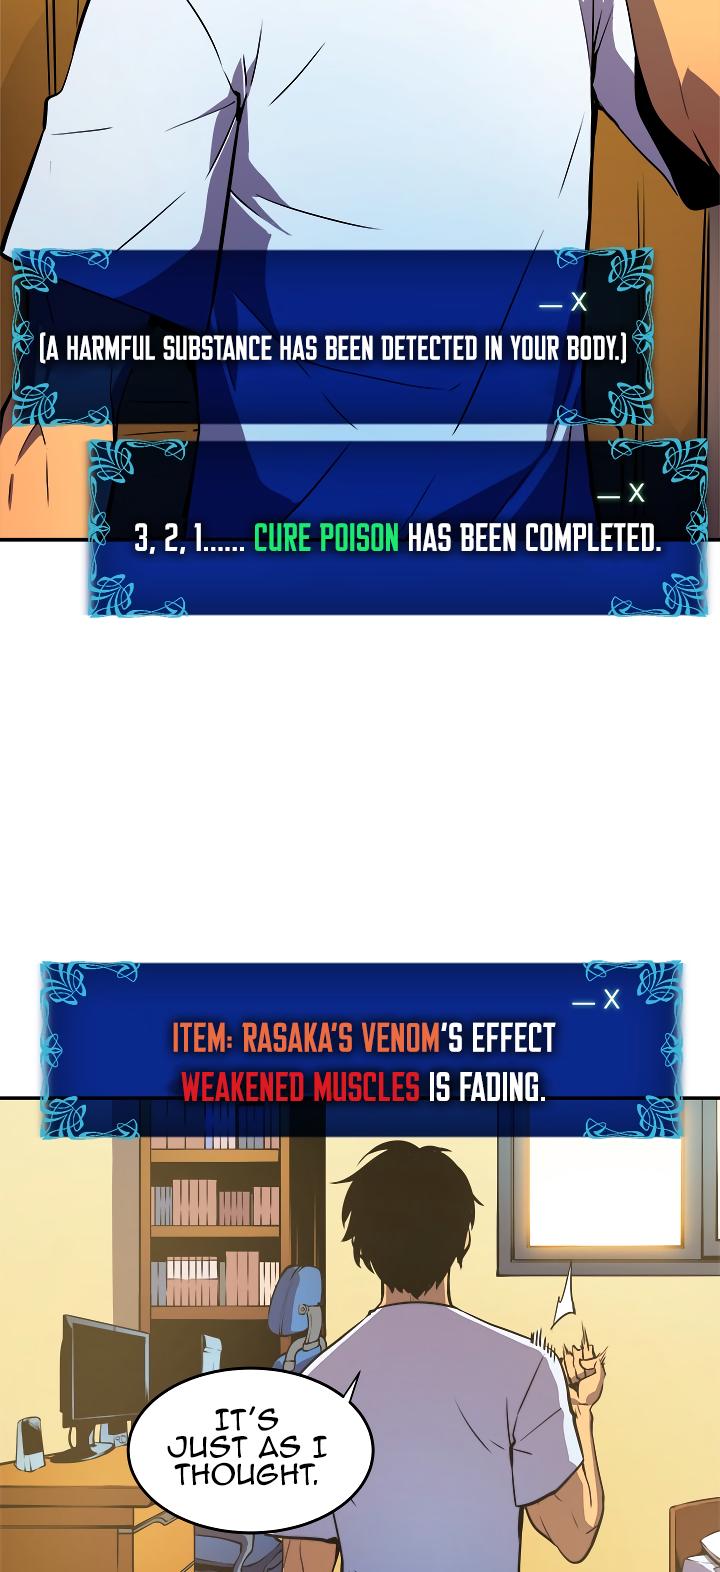 — X
[A HARMFUL SUBSTANCE HAS BEEN DETECTED IN YOUR BODY.]
— X
3, 2, 1...... CURE POISON HAS BEEN COMPLETED.
— X
ITEM: RASAKA'S VENOM'S EFFECT
WEAKENED MUSCLES IS FADING.
IT'S
JUST AS I
THOUGHT.